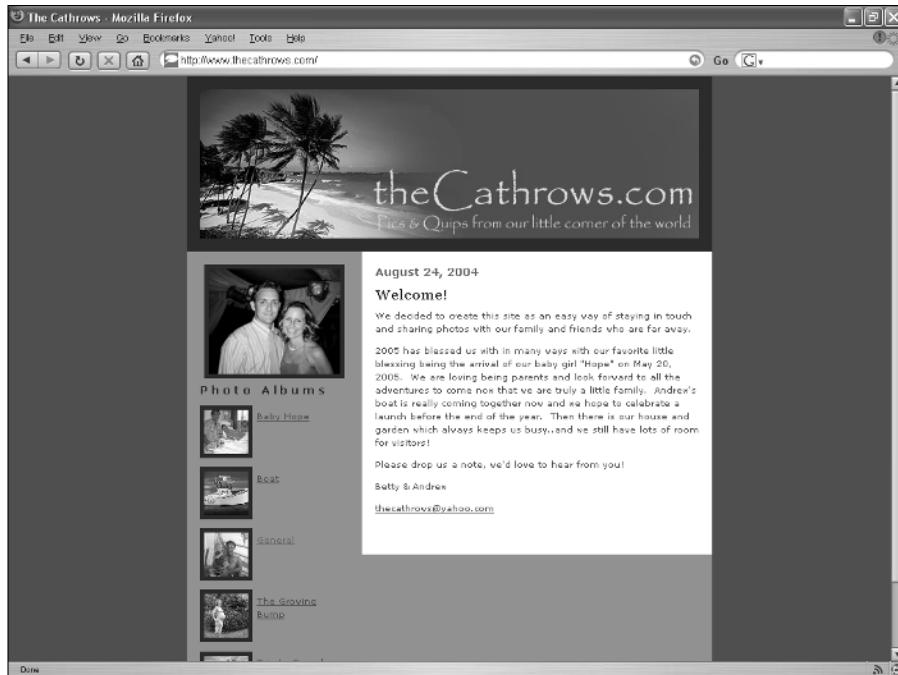 The Cathrows - Mozilla Firefox
File Edit View Go Bookmarks Yahoo! Tools Help
http://www.thecathrows.com/ Go G
theCathrows.com
Pics & Quips from our little corner of the world
August 24, 2004
Welcome!
We decided to create this site as an easy way of staying in touch
and sharing photos with our family and friends who are far away.
2005 has blessed us with in many ways with our favorite little
blessing being the arrival of our baby girl "Hope" on May 20,
2005. We are loving being parents and look forward to all the
adventures to come now that we are truly a little family. Andrew's
boat is really coming together now and we hope to celebrate a
launch before the end of the year. Then there is our house and
garden which always keeps us busy..and we still have lots of room
for visitors!
Please drop us a note, we'd love to hear from you!
Betty & Andrew
thecathrows@yahoo.com
Photo Albums
Baby Hope
Boat
General
The Growing
Bump
Done